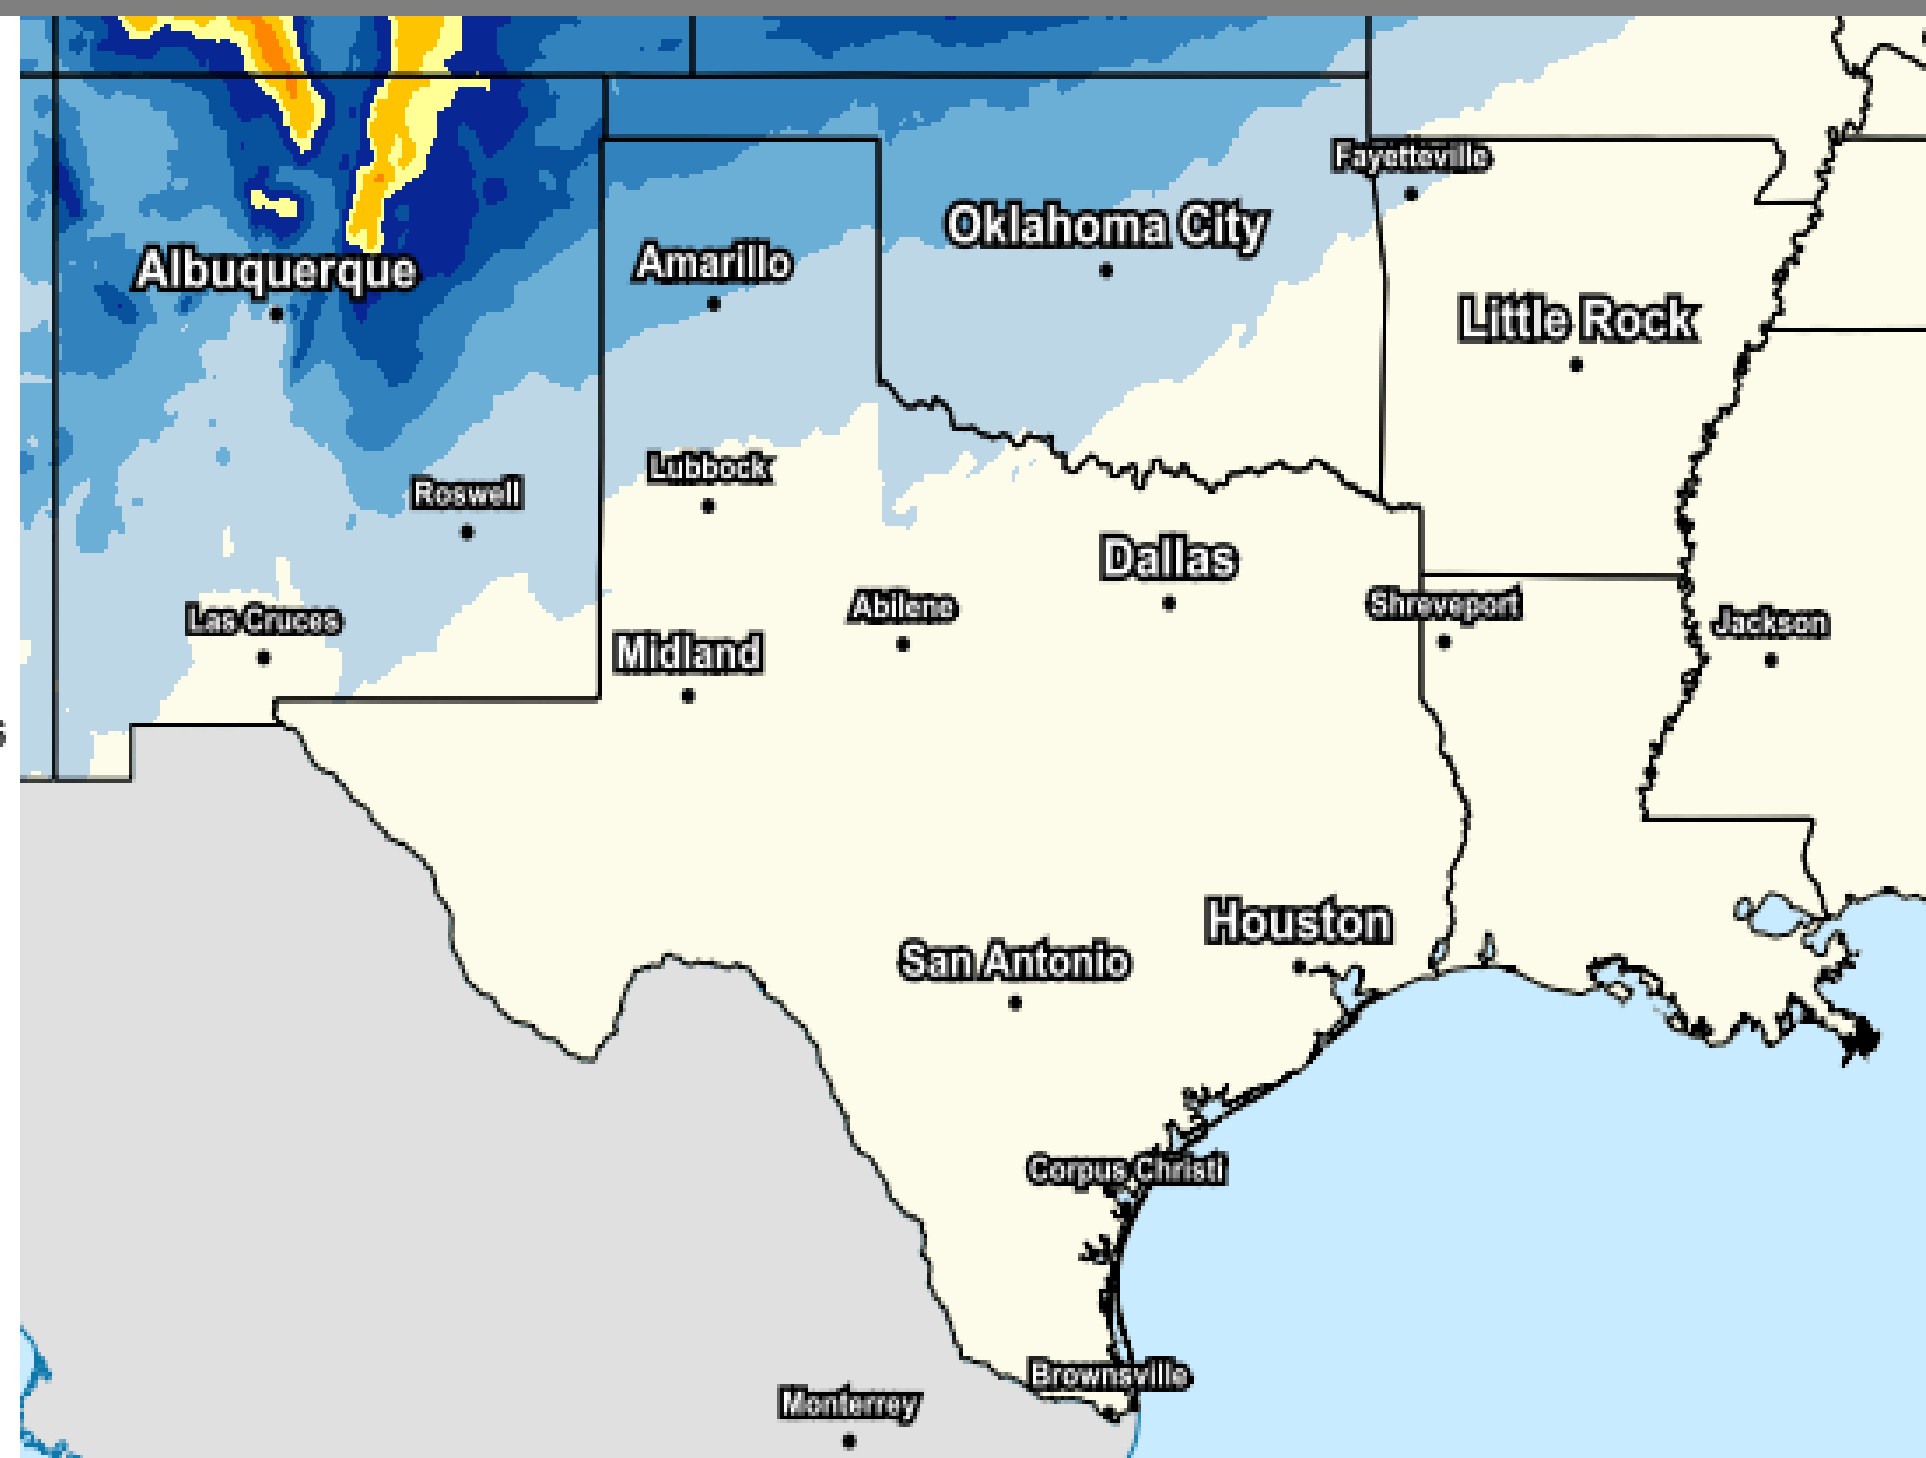 Fayetteville
Oklahoma City
Albuquerque
Amarillo
Little Rock
Lubbock
Roswell
Dallas
Las Cruces
Abilene
Shreveport
Jackson
Midland
s
Houston
San Antonio
Corpus Christi
Brownsville
Monterrey